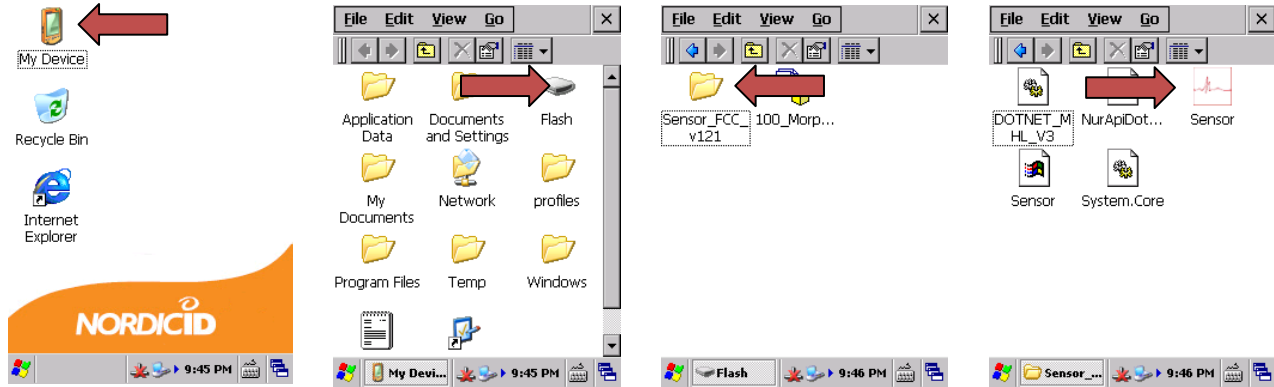 My Device
Recycle Bin
Internet
Explorer
NORDICID
9:45 PM
File Edit View Go
Application
Data
Documents
and Settings
Flash
My
Documents
Network
profiles
Program Files
Temp
Windows
My Devi...
9:45 PM
File Edit View Go
Sensor_FCC_
v121
100_Morp...
Flash
9:46 PM
File Edit View Go
DOTNET_M
HL_V3
NurApiDot...
Sensor
Sensor
System.Core
Sensor_...
9:46 PM